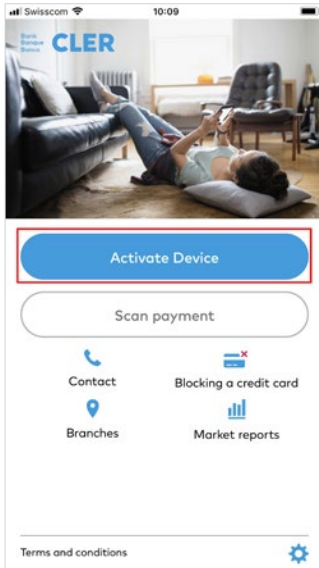 Swisscom 10:09
Bank
Banque
Banca
CLER
Activate Device
Scan payment
Contact Blocking a credit card
Branches Market reports
Terms and conditions